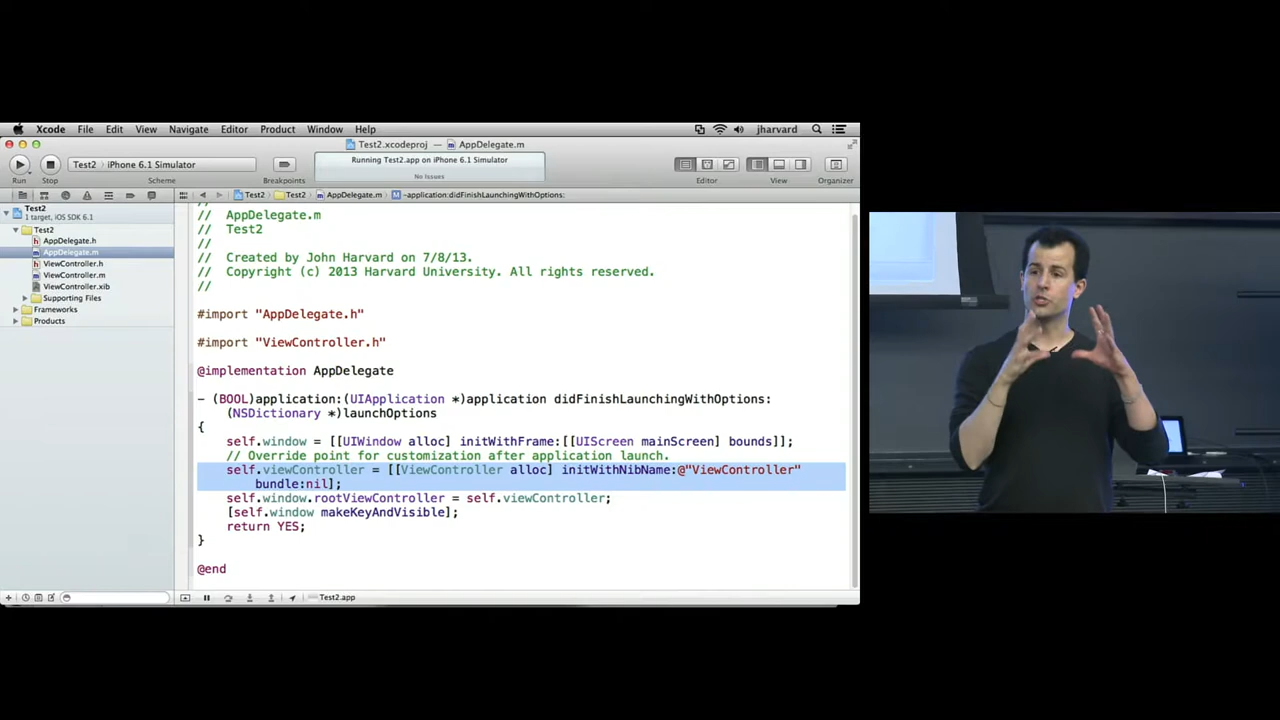 Xcode File Edit View Navigate Editor Product Window Help jharvard
Test2.xcodeproj AppDelegate.m
Test2 iPhone 6.1 Simulator
Running Test2.app on iPhone 6.1 Simulator
No Issues
Run Stop Scheme Breakpoints Editor View Organizer
Test2 Test2 AppDelegate.m M -application:didFinishLaunchingWithOptions:
Test2
1 target, iOS SDK 6.1
Test2
AppDelegate.h
AppDelegate.m
ViewController.h
ViewController.m
ViewController.xib
Supporting Files
Frameworks
Products
//
// AppDelegate.m
// Test2
//
// Created by John Harvard on 7/8/13.
// Copyright (c) 2013 Harvard University. All rights reserved.
//
#import "AppDelegate.h"
#import "ViewController.h"
@implementation AppDelegate
- (BOOL)application:(UIApplication *)application didFinishLaunchingWithOptions:
(NSDictionary *)launchOptions
{
self.window = [[UIWindow alloc] initWithFrame:[[UIScreen mainScreen] bounds]];
// Override point for customization after application launch.
self.viewController = [[ViewController alloc] initWithNibName:@"ViewController"
bundle:nil];
self.window.rootViewController = self.viewController;
[self.window makeKeyAndVisible];
return YES;
}
@end
Test2.app